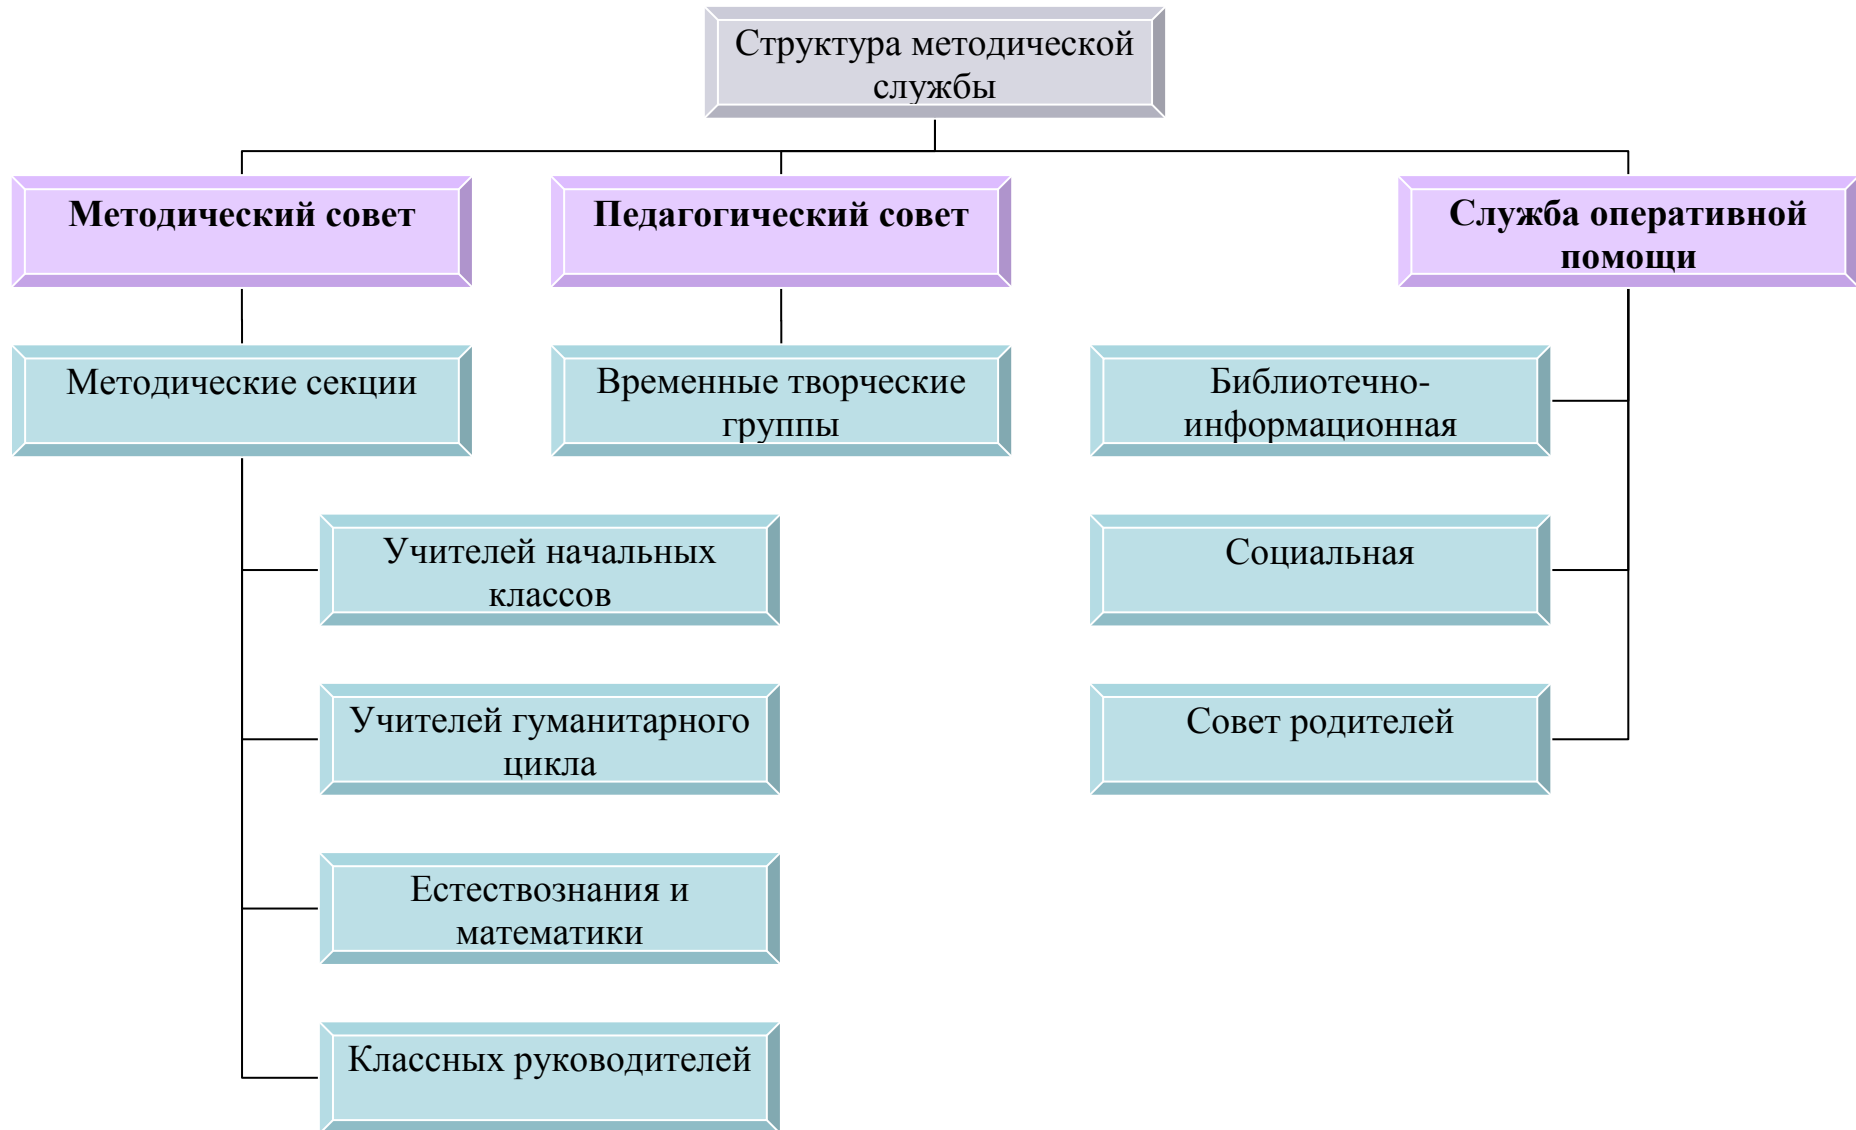 Структура методической
службы
Методический совет
Педагогический совет
Служба оперативной
помощи
Методические секции
Временные творческие
группы
Библиотечно-
информационная
Учителей начальных
классов
Социальная
Учителей гуманитарного
цикла
Совет родителей
Естествознания и
математики
Классных руководителей